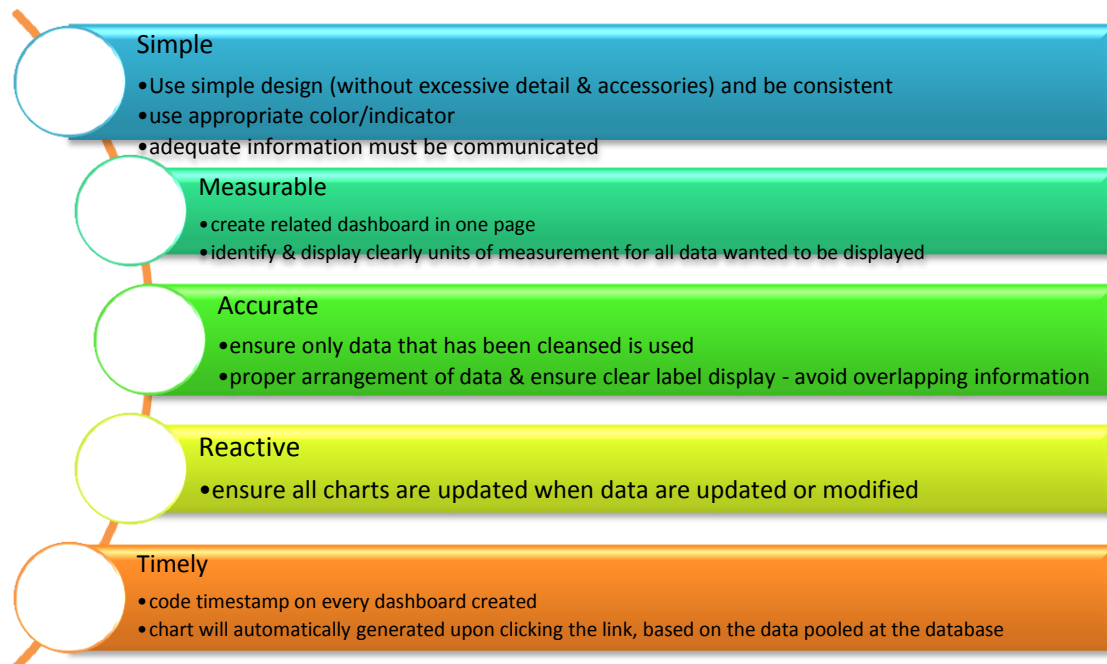 Simple
•Use simple design (without excessive detail & accessories) and be consistent
•use appropriate color/indicator
•adequate information must be communicated
Measurable
•create related dashboard in one page
•identify & display clearly units of measurement for all data wanted to be displayed
Accurate
•ensure only data that has been cleansed is used
•proper arrangement of data & ensure clear label display - avoid overlapping information
Reactive
•ensure all charts are updated when data are updated or modified
Timely
•code timestamp on every dashboard created
•chart will automatically generated upon clicking the link, based on the data pooled at the database